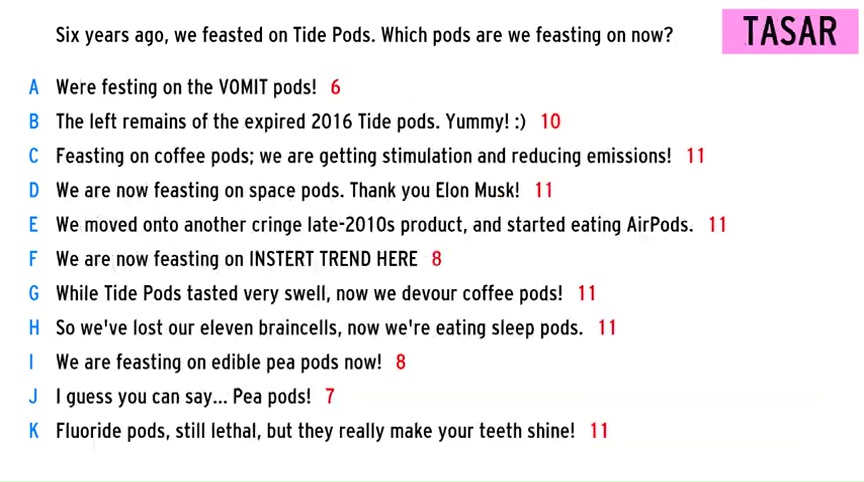 Six years ago, we feasted on Tide Pods. Which pods are we feasting on now?
TASAR
A Were festing on the VOMIT pods! 6
B The left remains of the expired 2016 Tide pods. Yummy! :) 10
C Feasting on coffee pods; we are getting stimulation and reducing emissions! 11
D We are now feasting on space pods. Thank you Elon Musk! 11
E We moved onto another cringe late-2010s product, and started eating AirPods. 11
F We are now feasting on INSTERT TREND HERE 8
G While Tide Pods tasted very swell, now we devour coffee pods! 11
H So we've lost our eleven braincells, now we're eating sleep pods. 11
I We are feasting on edible pea pods now! 8
J I guess you can say... Pea pods! 7
K Fluoride pods, still lethal, but they really make your teeth shine! 11